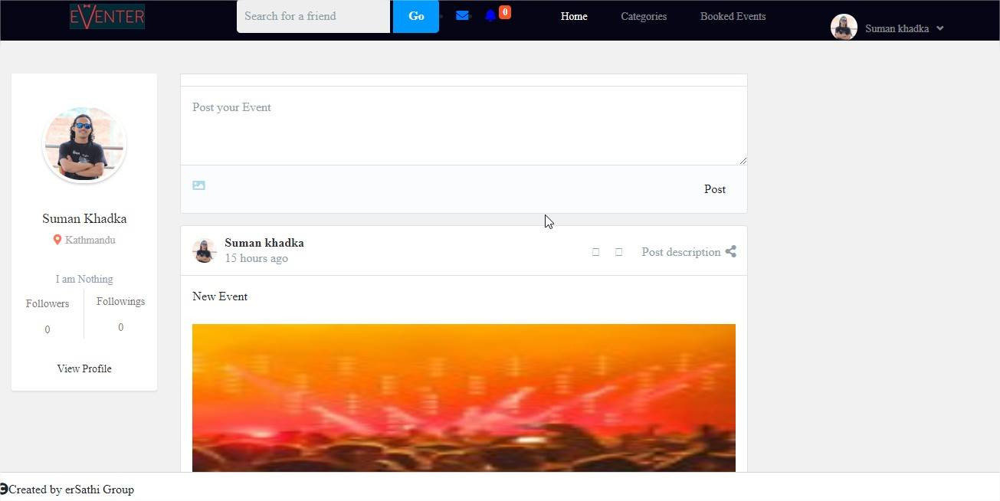 EVENTER
Search for a friend
Go
0
Home
Categories
Booked Events
Suman khadka
Suman Khadka
Kathmandu
I am Nothing
Followers
Followings
0
0
View Profile
Post your Event
Post
Suman khadka
15 hours ago
Post description
New Event
Created by erSathi Group